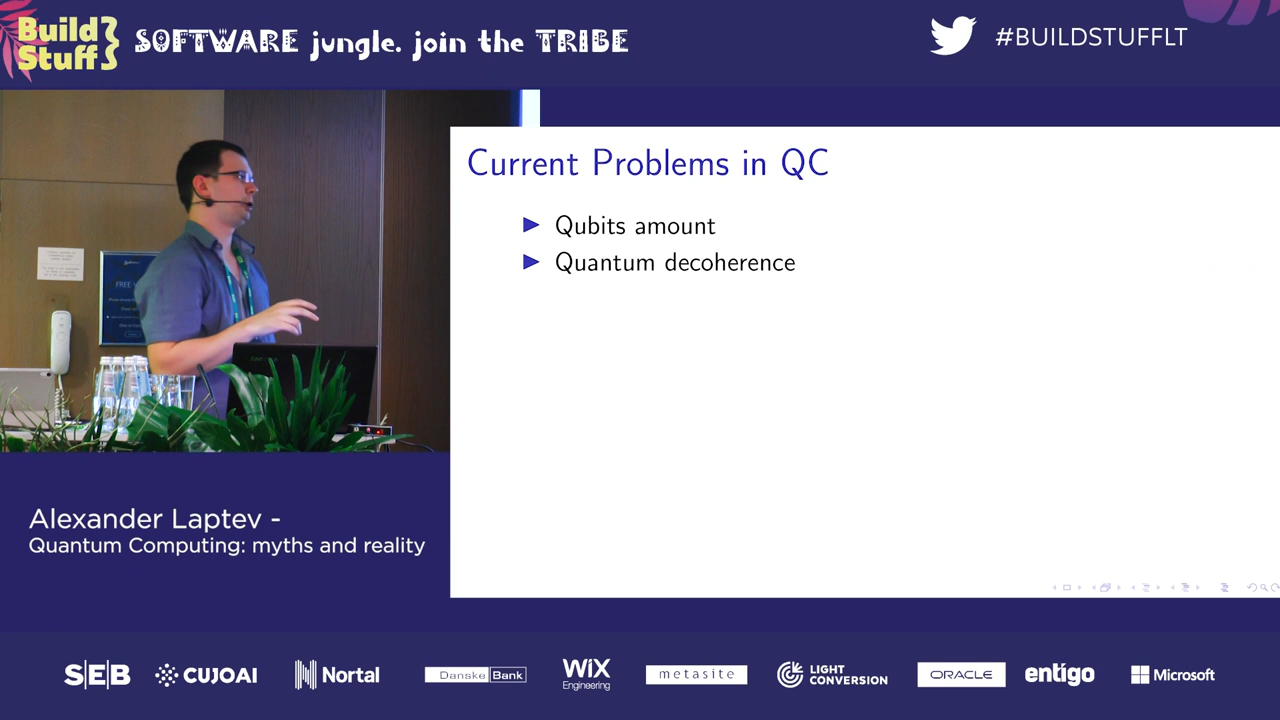 Build
Stuff
SOFTWARE jungle. join the TRIBE
#BUILDSTUFFLT
Current Problems in QC
Qubits amount
Quantum decoherence
Alexander Laptev -
Quantum Computing: myths and reality
SEB
CUJOAI
Nortal
Danske Bank
WiX
Engineering
metasite
LIGHT
CONVERSION
ORACLE
entigo
Microsoft